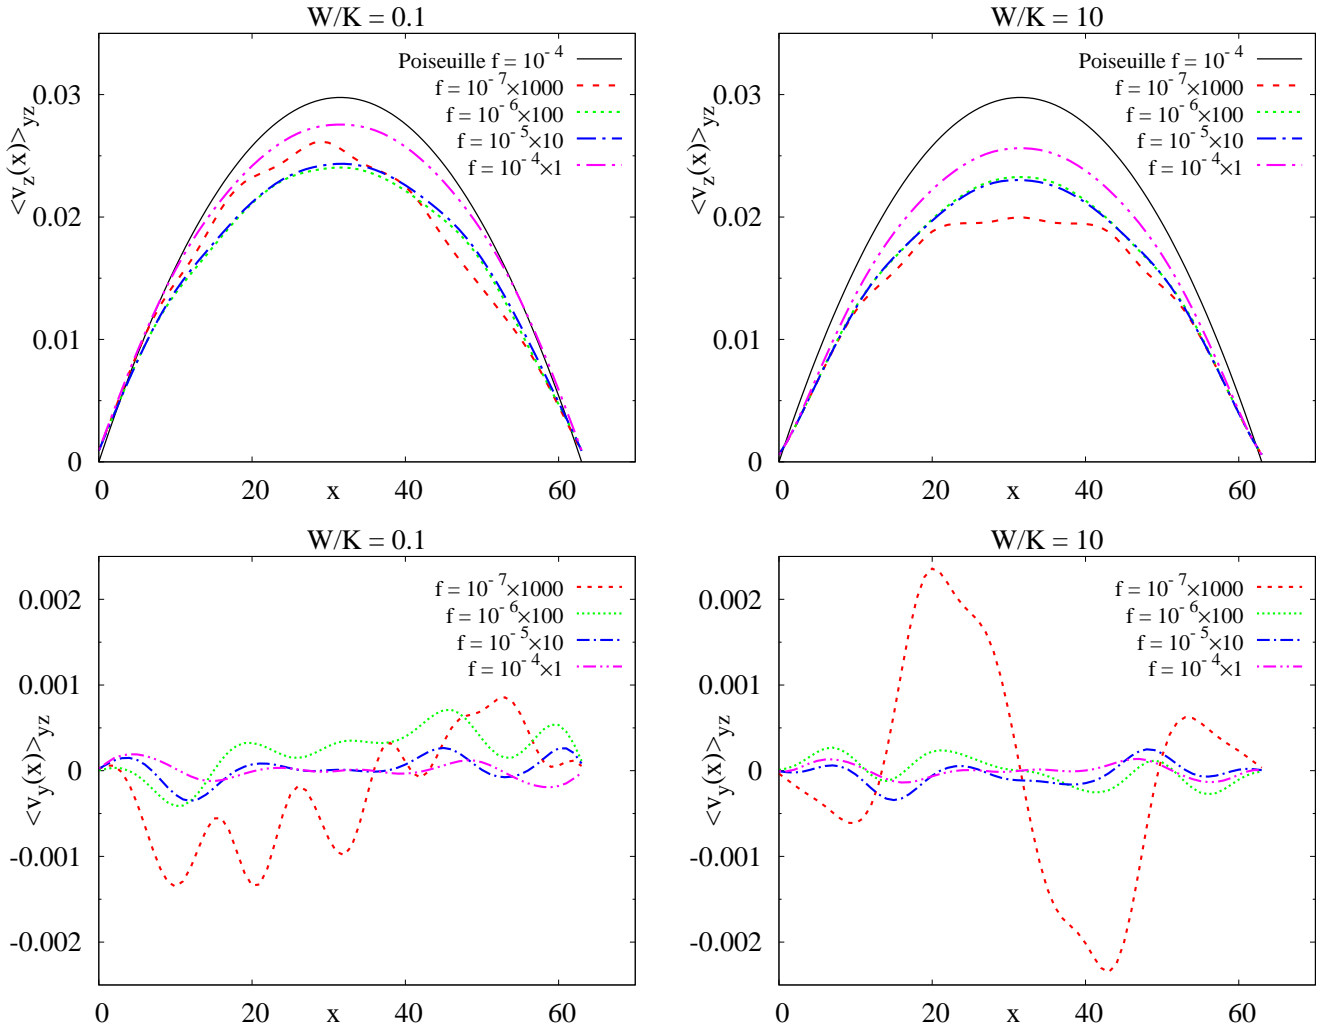 W/K = 0.1
Poiseuille f = 10⁻⁴
f = 10⁻⁷×1000
f = 10⁻⁶×100
f = 10⁻⁵×10
f = 10⁻⁴×1
<v_z(x)>_yz
0.03
0.02
0.01
0
0 20 40 60
x
W/K = 10
Poiseuille f = 10⁻⁴
f = 10⁻⁷×1000
f = 10⁻⁶×100
f = 10⁻⁵×10
f = 10⁻⁴×1
<v_z(x)>_yz
0.03
0.02
0.01
0
0 20 40 60
x
W/K = 0.1
f = 10⁻⁷×1000
f = 10⁻⁶×100
f = 10⁻⁵×10
f = 10⁻⁴×1
<v_y(x)>_yz
0.002
0.001
0
-0.001
-0.002
0 20 40 60
x
W/K = 10
f = 10⁻⁷×1000
f = 10⁻⁶×100
f = 10⁻⁵×10
f = 10⁻⁴×1
<v_y(x)>_yz
0.002
0.001
0
-0.001
-0.002
0 20 40 60
x